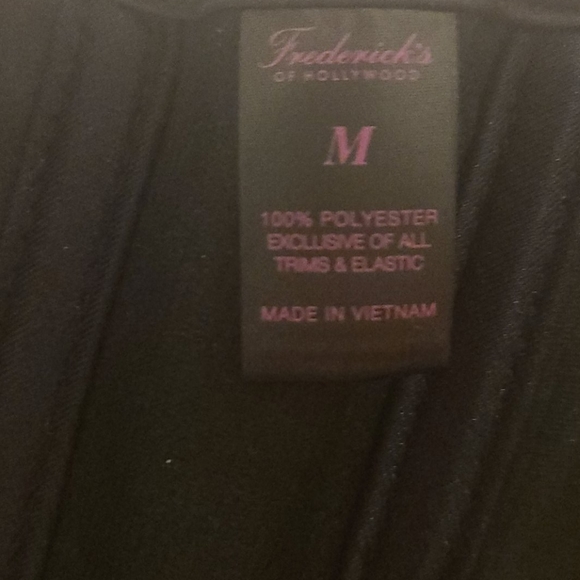 Frederick's
OF HOLLYWOOD
M
100% POLYESTER
EXCLUSIVE OF ALL
TRIMS & ELASTIC
MADE IN VIETNAM